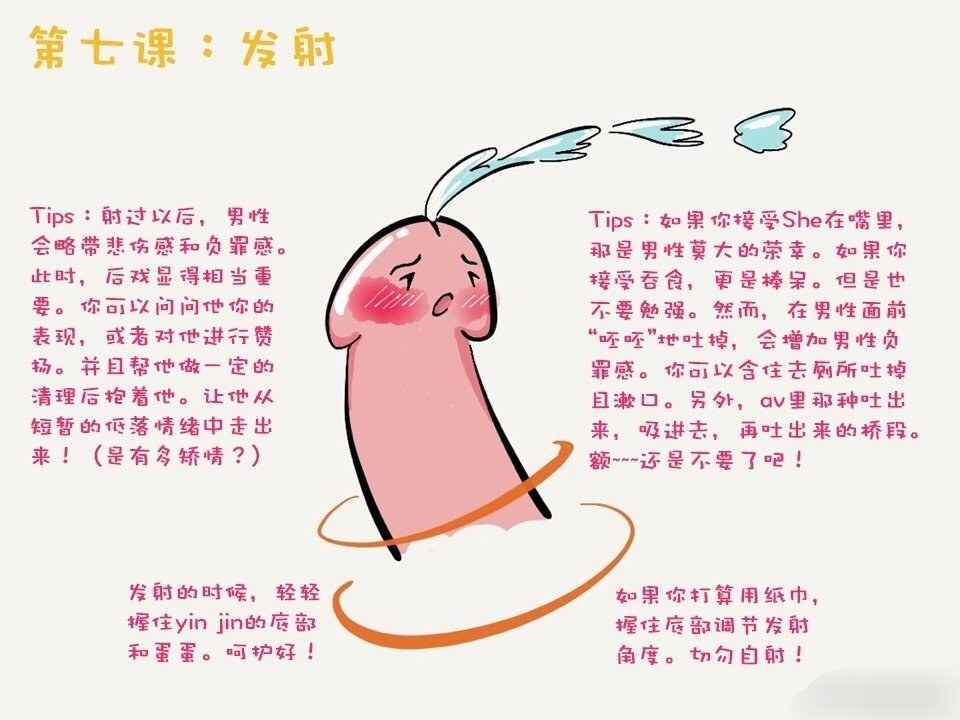 第七课：发射
Tips：射过以后，男性
会略带悲伤感和负罪感。
此时，后戏显得相当重
要。你可以问问他你的
表现，或者对他进行赞
扬。并且帮他做一定的
清理后抱着他。让他从
短暂的低落情绪中走出
来！（是有多矫情？）
Tips：如果你接受She在嘴里，
那是男性莫大的荣幸。如果你
接受吞食，更是棒呆。但是也
不要勉强。然而，在男性面前
“呸呸”地吐掉，会增加男性负
罪感。你可以含住去厕所吐掉
且漱口。另外，av里那种吐出
来，吸进去，再吐出来的桥段。
额~~~还是不要了吧！
发射的时候，轻轻
握住yin jin的底部
和蛋蛋。呵护好！
如果你打算用纸巾，
握住底部调节发射
角度。切勿自射！